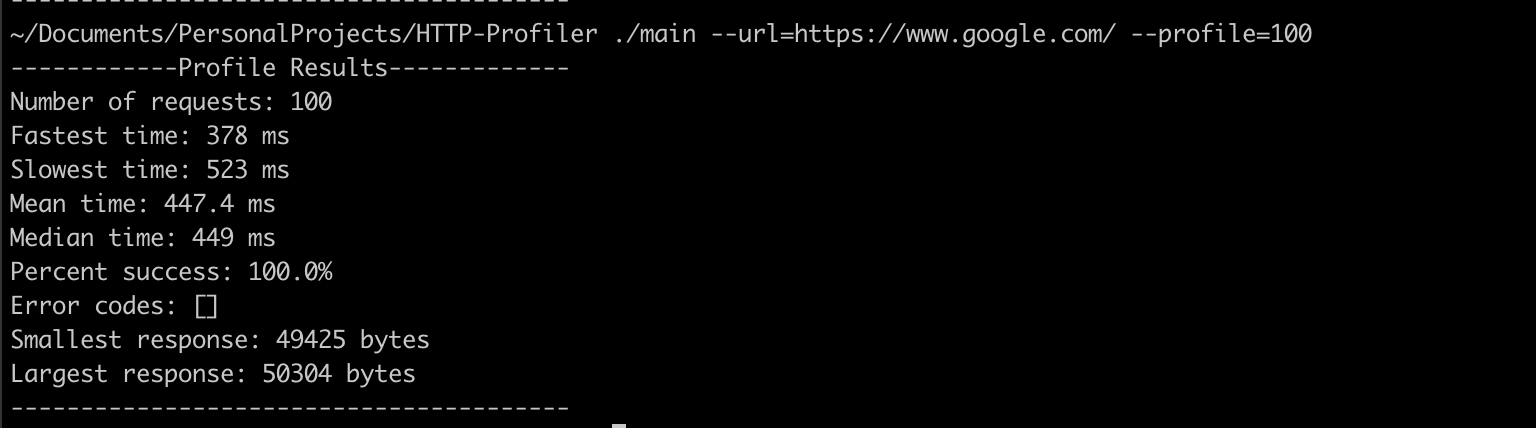 ----------------------------------------
~/Documents/PersonalProjects/HTTP-Profiler ./main --url=https://www.google.com/ --profile=100
------------Profile Results-------------
Number of requests: 100
Fastest time: 378 ms
Slowest time: 523 ms
Mean time: 447.4 ms
Median time: 449 ms
Percent success: 100.0%
Error codes: []
Smallest response: 49425 bytes
Largest response: 50304 bytes
----------------------------------------